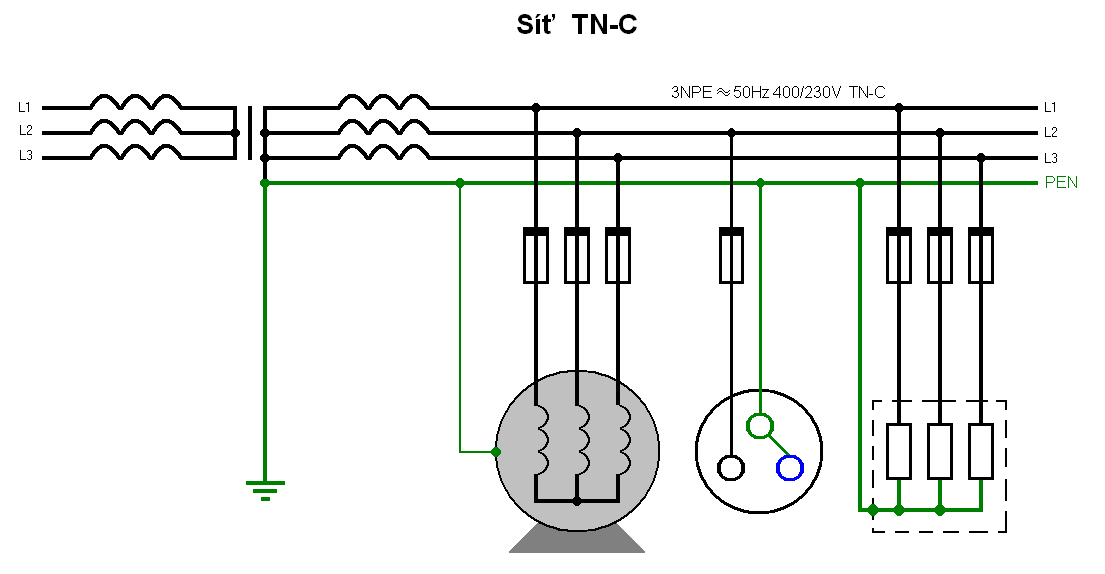 Síť TN-C
3NPE ≈ 50Hz 400/230V TN-C
L1
L1
L2
L2
L3
L3
PEN